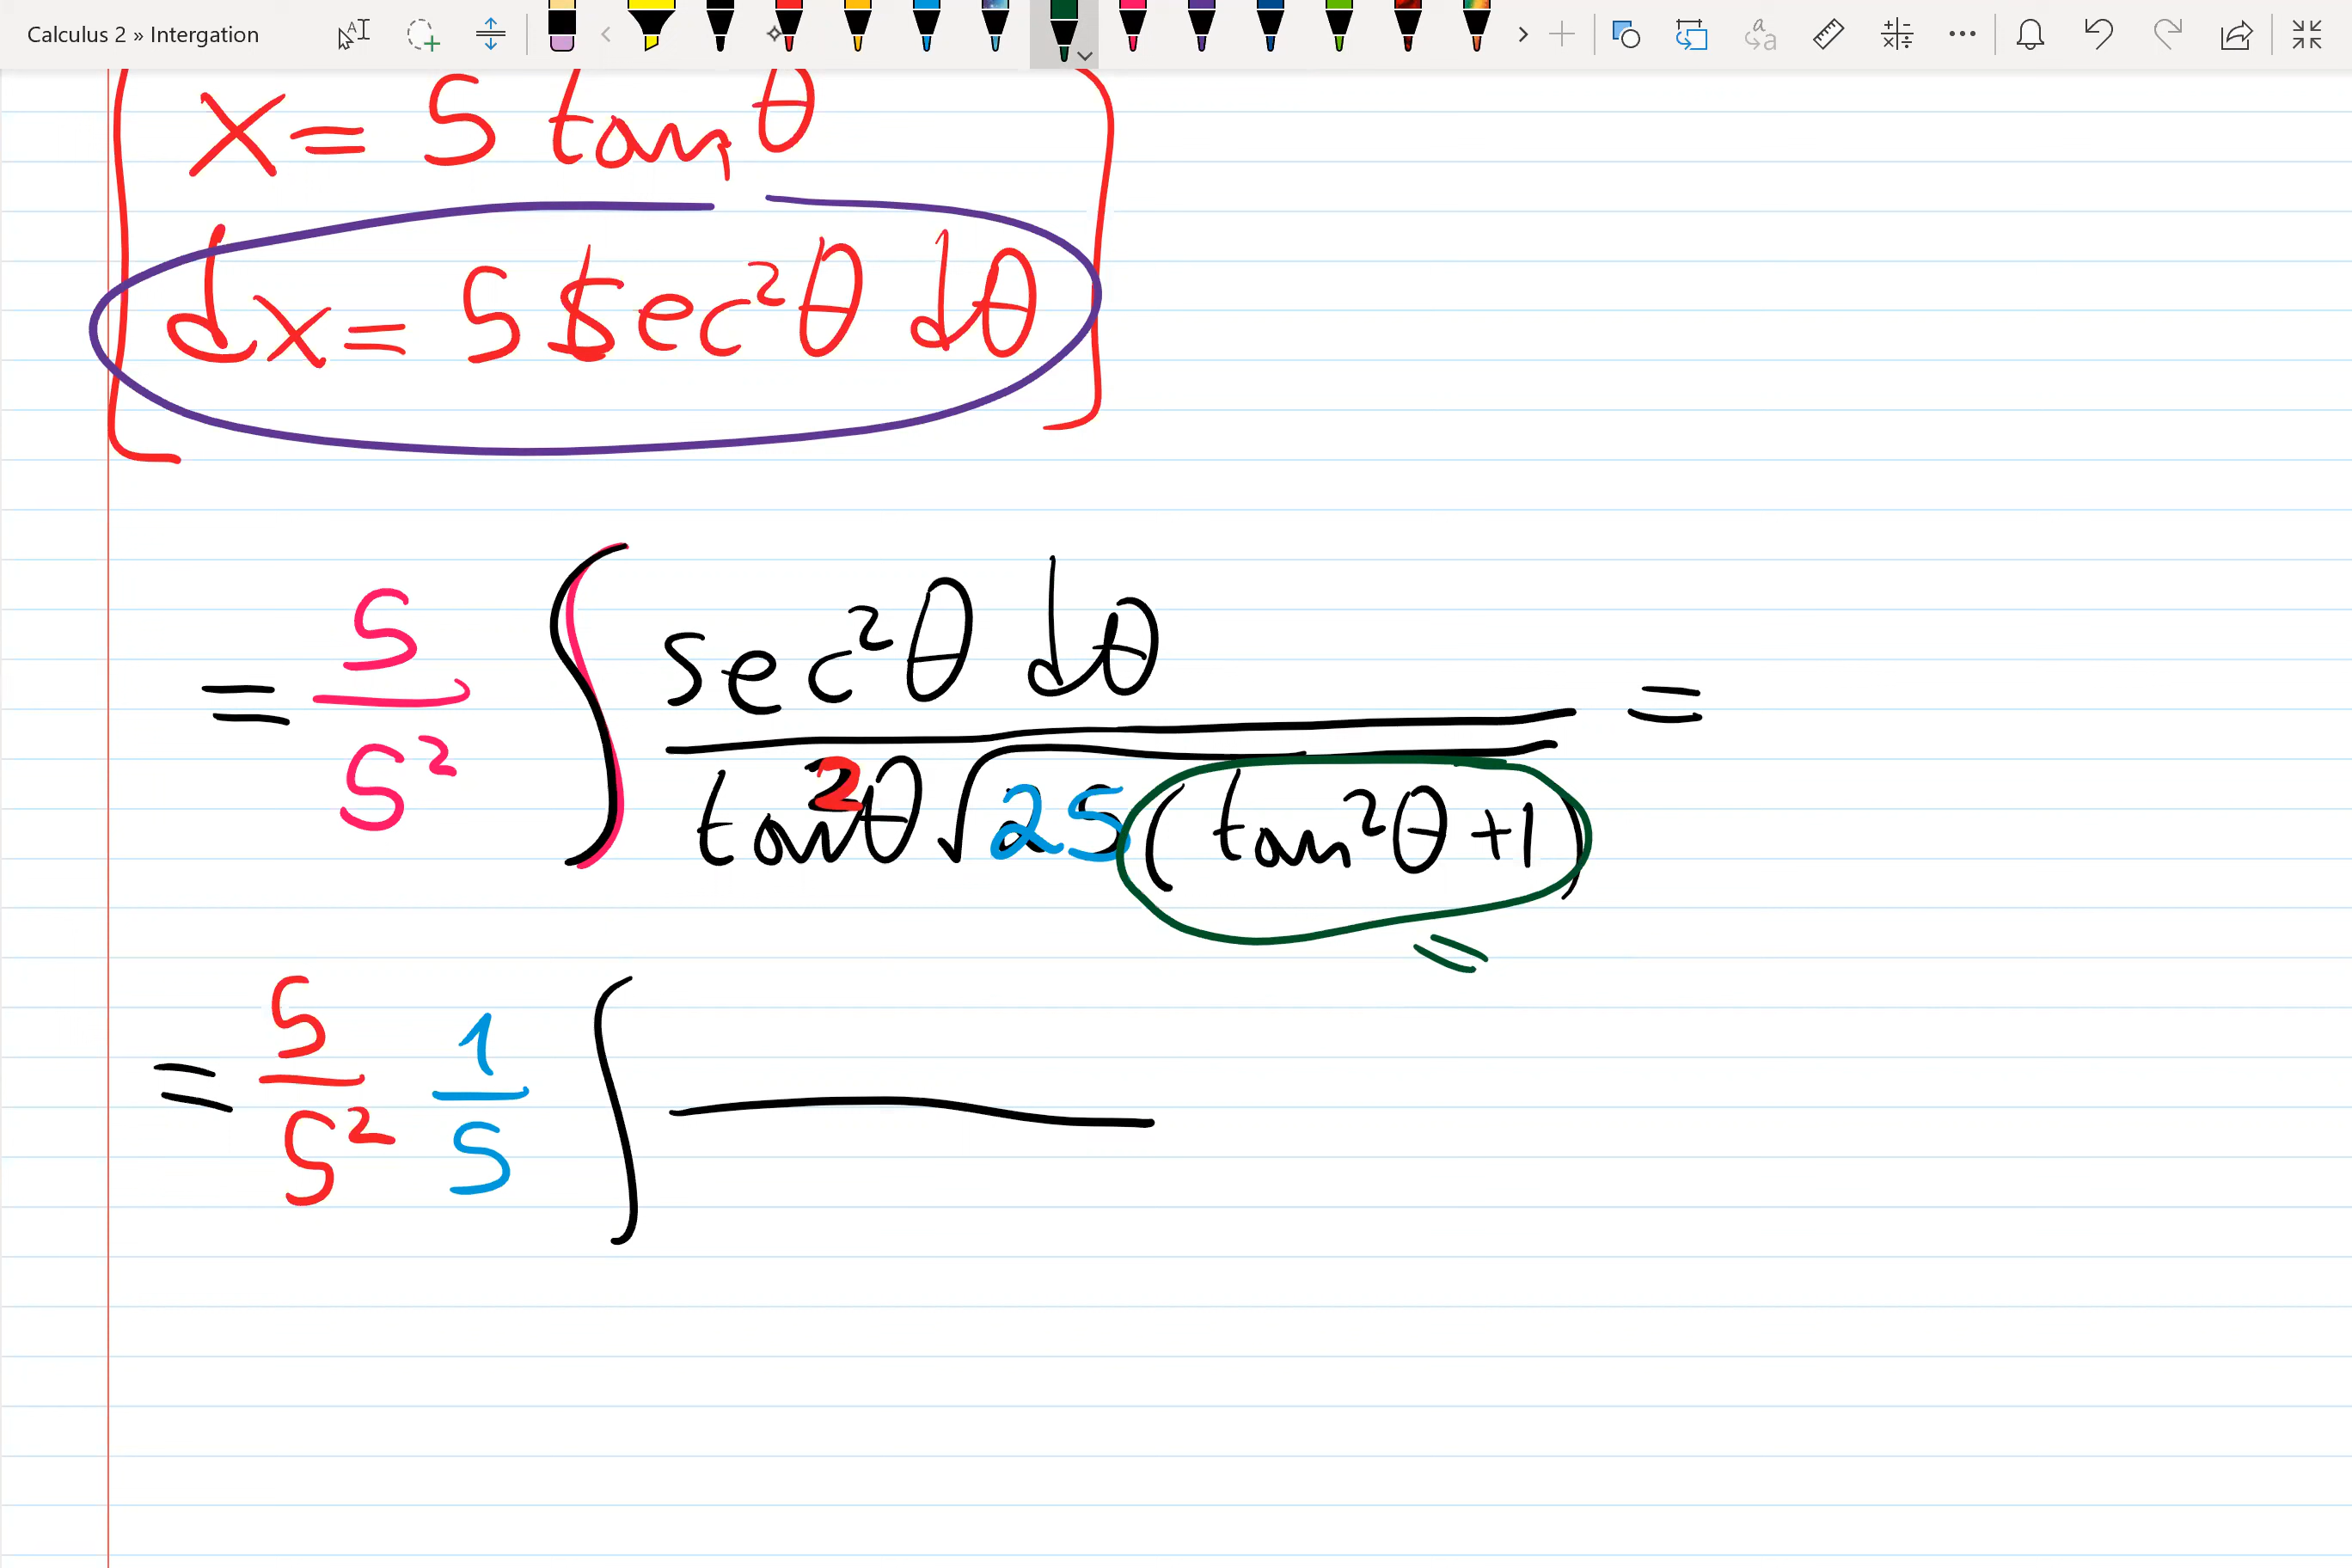 Calculus 2 » Intergation
x = 5 tan θ
dx = 5 sec²θ dθ
= 5/5² ∫ sec²θ dθ / tan²θ √25(tan²θ + 1) =
=
= 5/5² 1/5 ∫